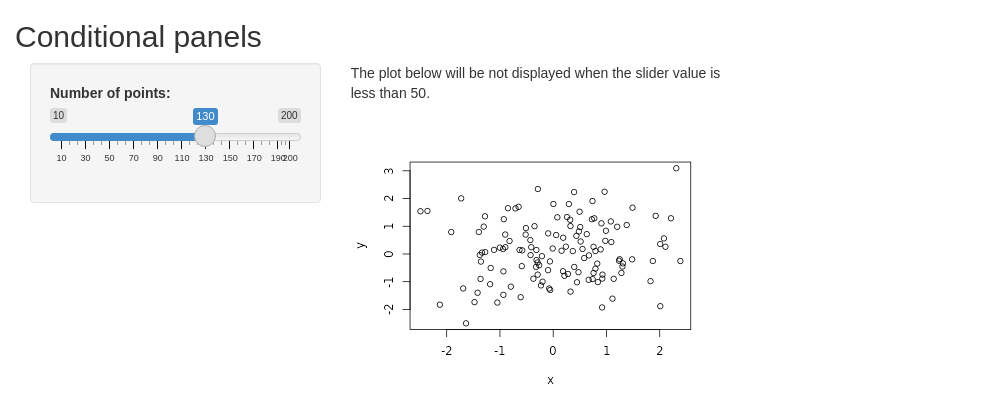 Conditional panels
Number of points:
10 130 200
10 30 50 70 90 110 130 150 170 190200
The plot below will be not displayed when the slider value is
less than 50.
3
2
1
0
-1
-2
y
-2 -1 0 1 2
x